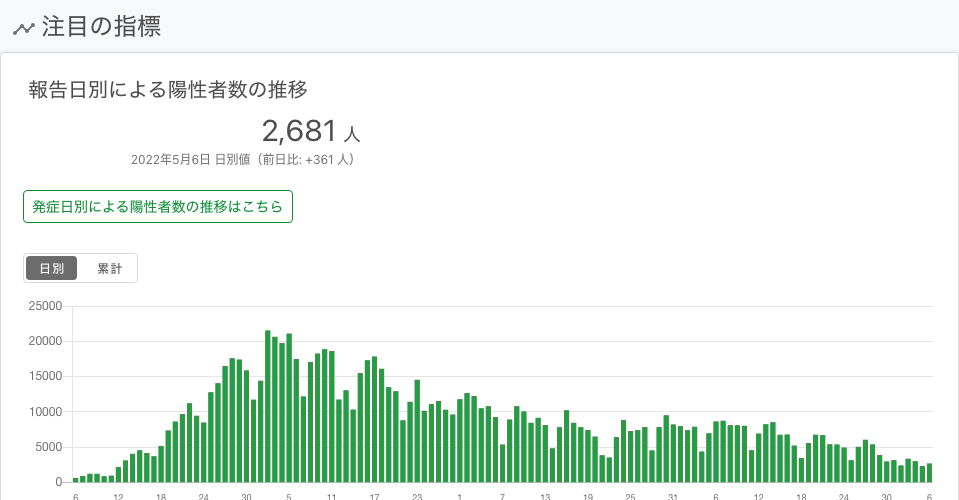 注目の指標
報告日別による陽性者数の推移
2,681 人
2022年5月6日 日別値（前日比: +361 人）
発症日別による陽性者数の推移はこちら
日別 累計
25000
20000
15000
10000
5000
0
6 12 18 24 30 5 11 17 23 1 7 13 19 25 31 6 12 18 24 30 6